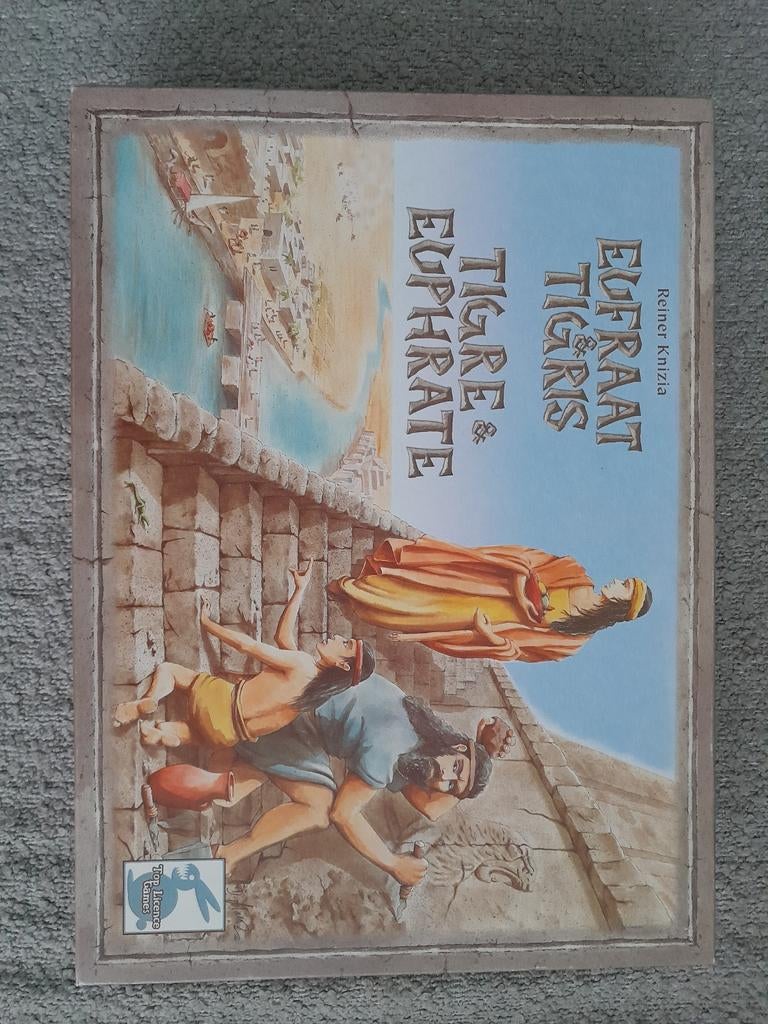 Reiner Knizia
EUFRAAT
& TIGRIS
TIGRE &
EUPHRATE
Top Licence
Games